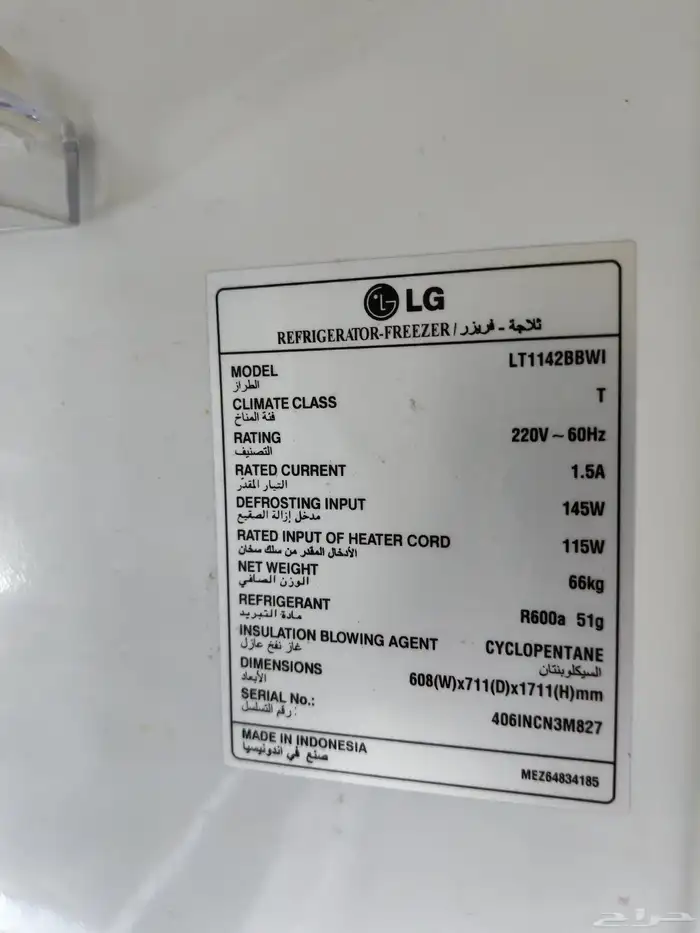 LG
REFRIGERATOR-FREEZER / ثلاجة - فريزر
MODEL LT1142BBWI
الطراز
CLIMATE CLASS T
فئة المناخ
RATING 220V ~ 60Hz
التصنيف
RATED CURRENT 1.5A
التيار المقدّر
DEFROSTING INPUT 145W
مدخل إزالة الصقيع
RATED INPUT OF HEATER CORD 115W
الأدخال المقدر من سلك سخان
NET WEIGHT 66kg
الوزن الصافي
REFRIGERANT R600a 51g
مادة التبريد
INSULATION BLOWING AGENT CYCLOPENTANE
غاز نفخ عازل السيكلوبنتان
DIMENSIONS 608(W)x711(D)x1711(H)mm
الأبعاد
SERIAL No.: 406INCN3M827
رقم التسلسل:
MADE IN INDONESIA
صنع في اندونيسيا
MEZ64834185
حراج